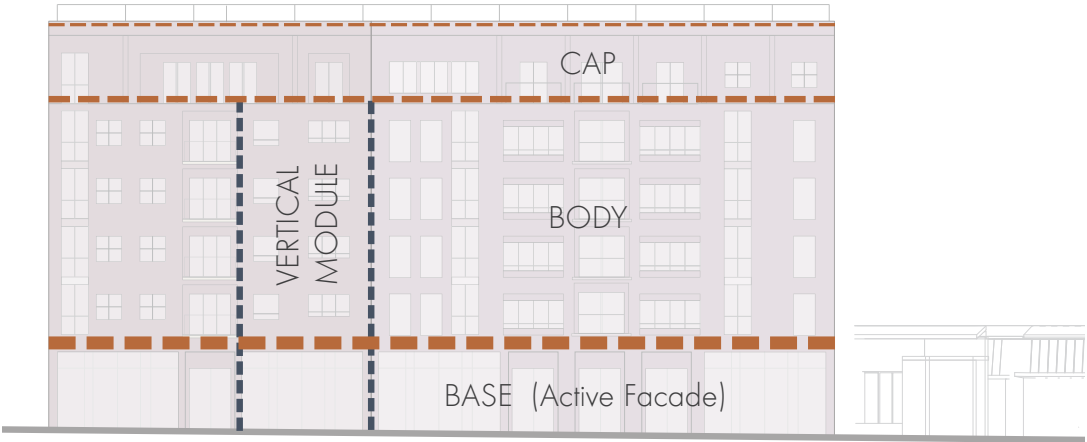 CAP
VERTICAL
MODULE
BODY
BASE (Active Facade)